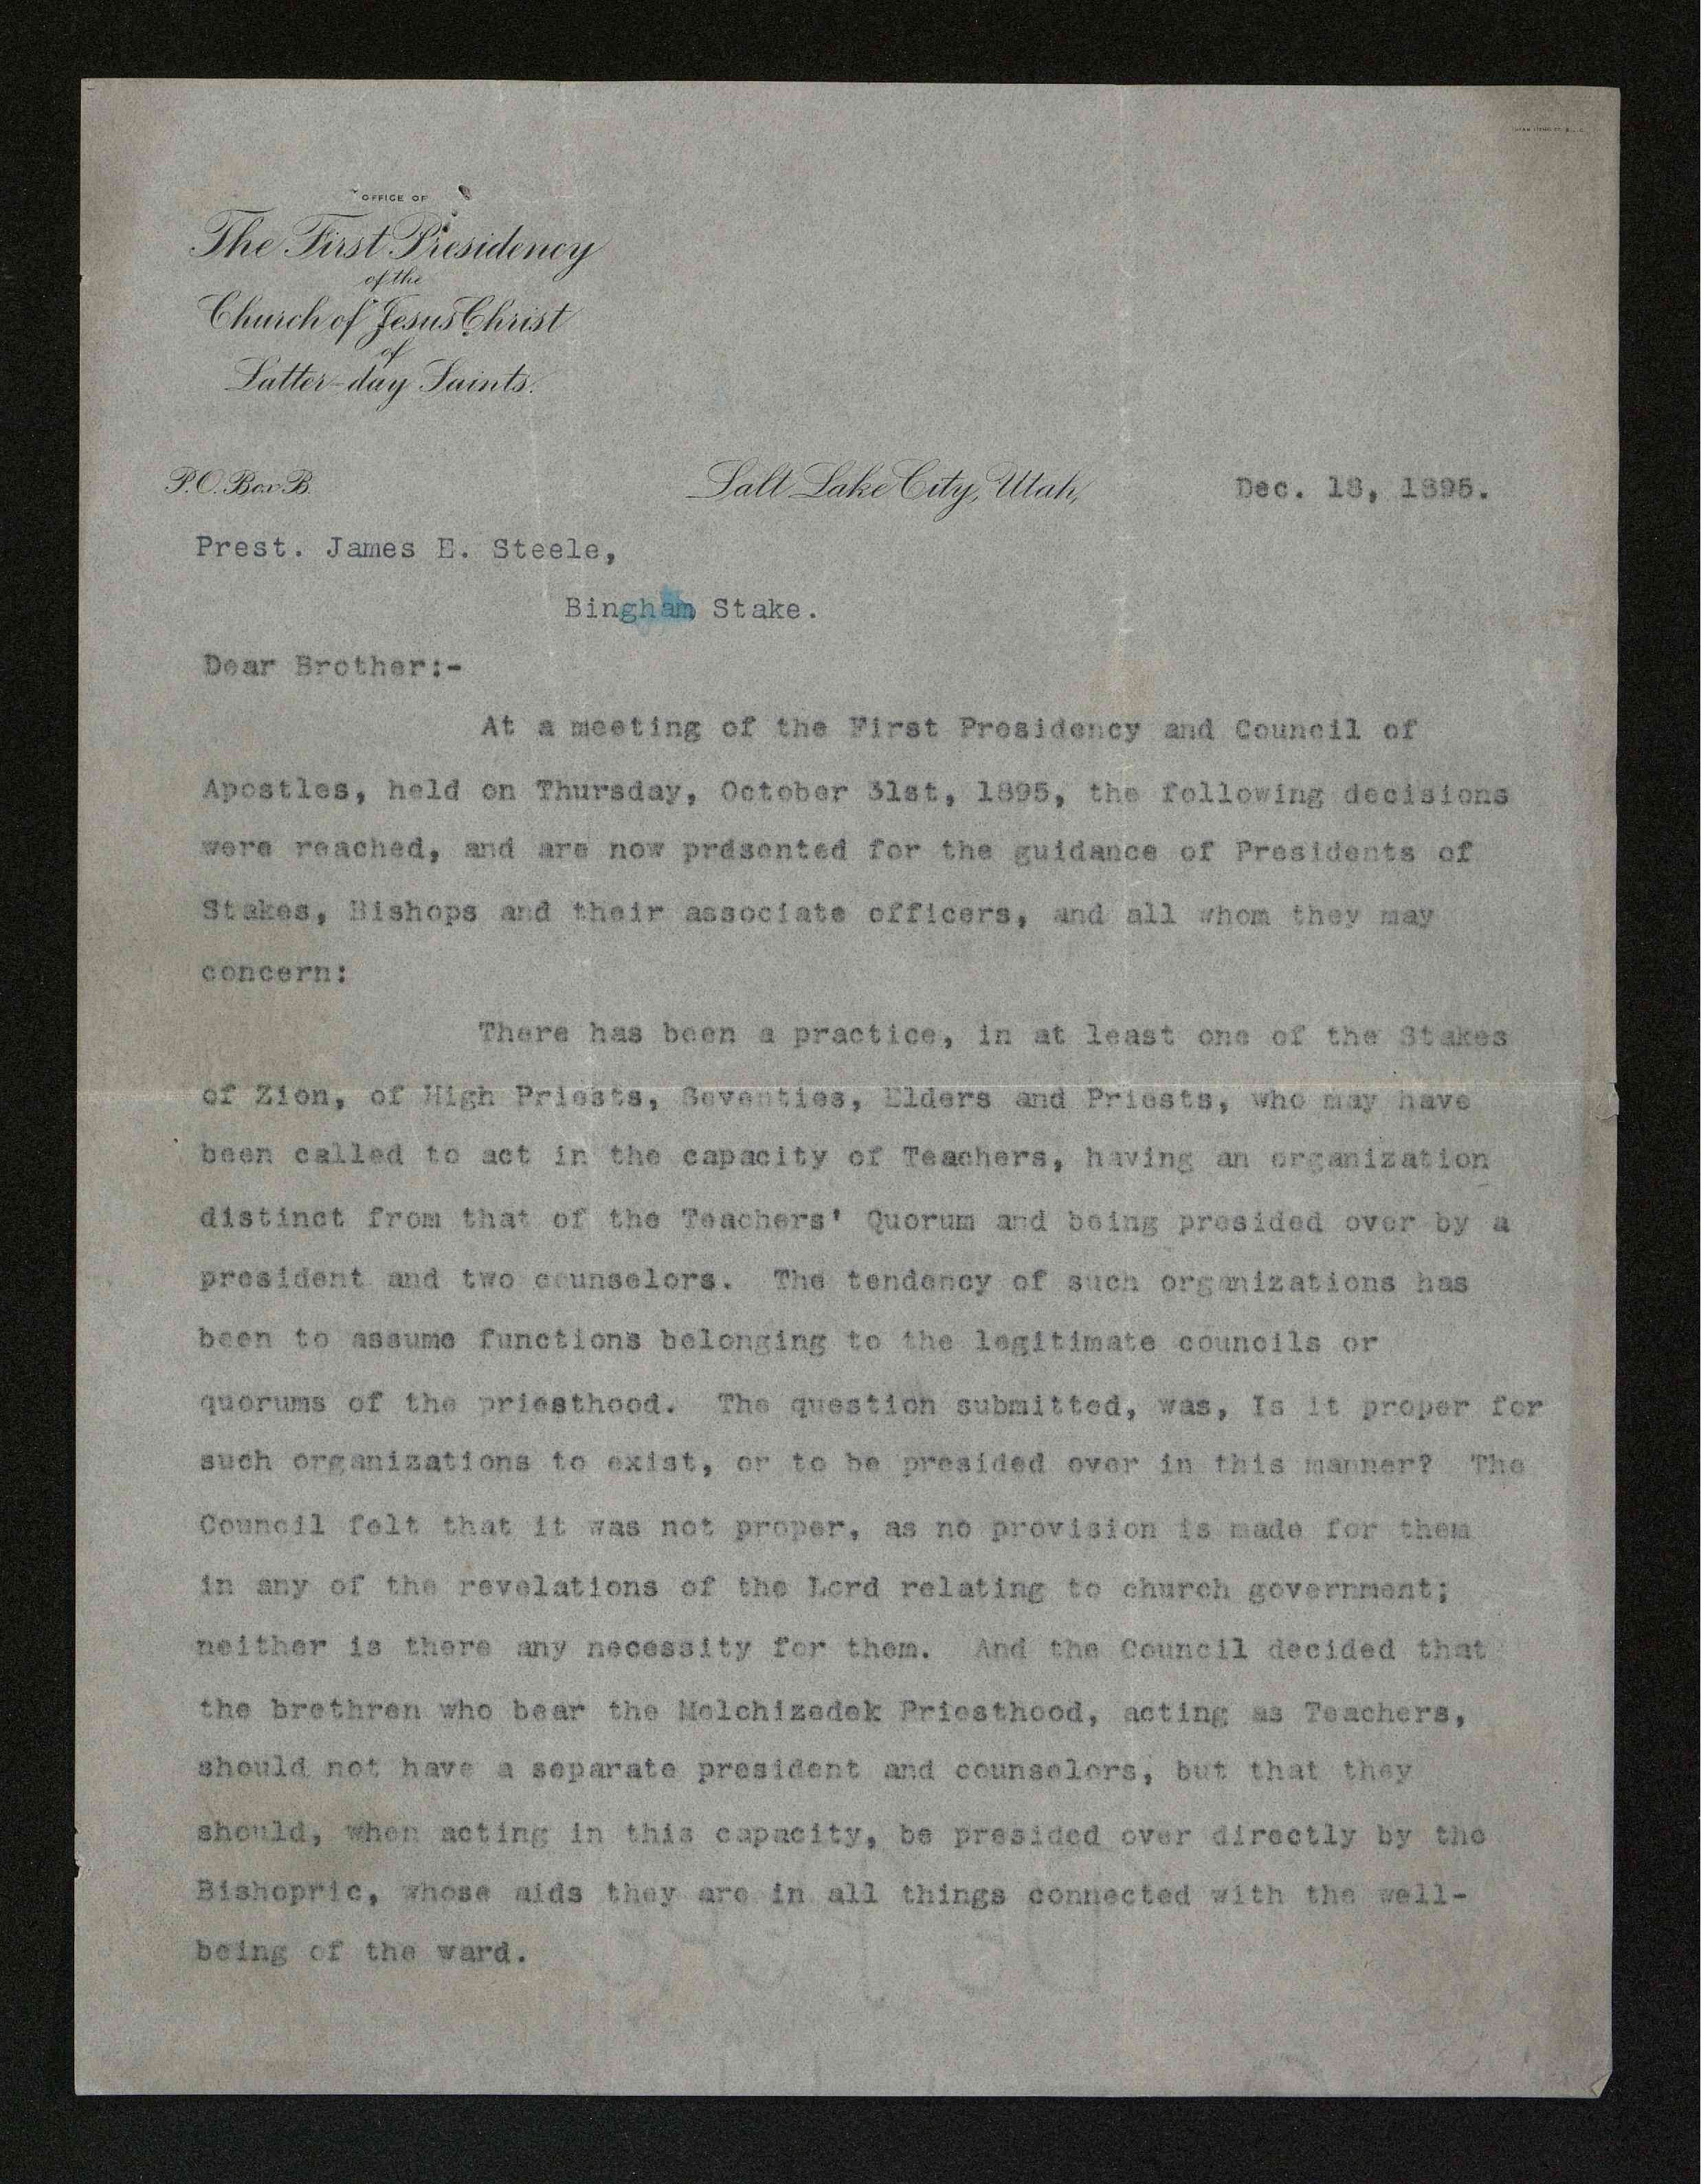 OFFICE OF
The First Presidency
of the
Church of Jesus Christ
of
Latter-day Saints.
P.O. Box B.
Salt Lake City, Utah,
Dec. 18, 1895.
Prest. James E. Steele,
Bingham Stake.
Dear Brother:-
At a meeting of the First Presidency and Council of
Apostles, held on Thursday, October 31st, 1895, the following decisions
were reached, and are now prdsented for the guidance of Presidents of
Stakes, Bishops and their associate officers, and all whom they may
concern:
There has been a practice, in at least one of the Stakes
of Zion, of High Priests, Seventies, Elders and Priests, who may have
been called to act in the capacity of Teachers, having an organization
distinct from that of the Teachers' Quorum and being presided over by a
president and two counselors. The tendency of such organizations has
been to assume functions belonging to the legitimate councils or
quorums of the priesthood. The question submitted, was, Is it proper for
such organizations to exist, or to be presided over in this manner? The
Council felt that it was not proper, as no provision is made for them
in any of the revelations of the Lord relating to church government;
neither is there any necessity for them. And the Council decided that
the brethren who bear the Melchizedek Priesthood, acting as Teachers,
should not have a separate president and counselors, but that they
should, when acting in this capacity, be presided over directly by the
Bishopric, whose aids they are in all things connected with the well-
being of the ward.